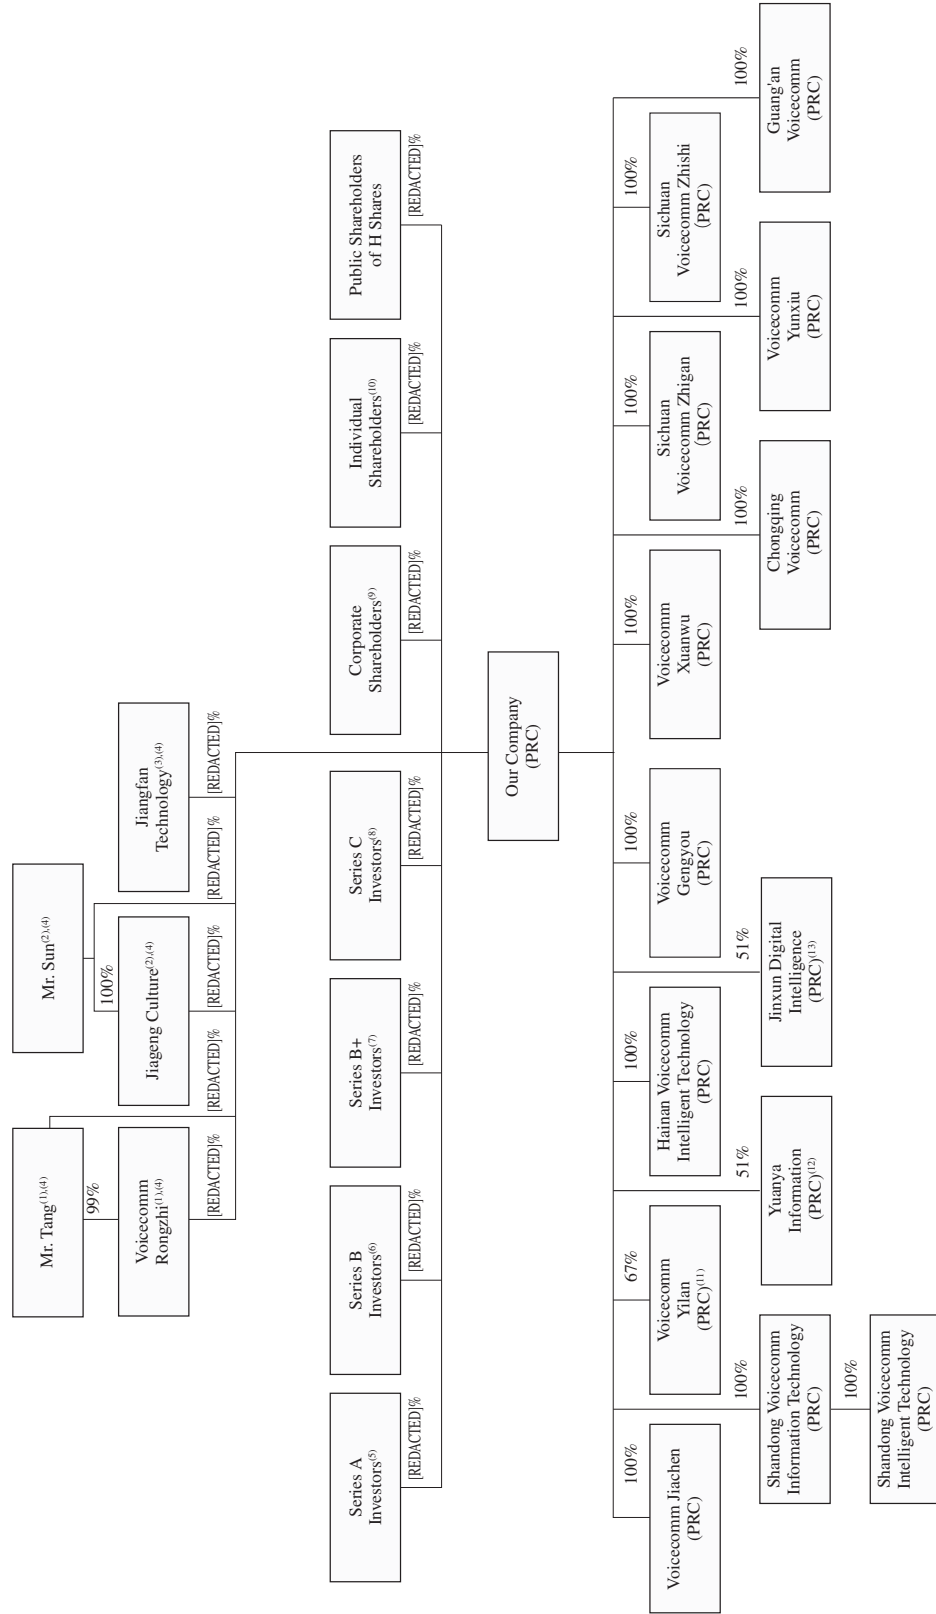 Mr. Tang(1),(4)
Mr. Sun(2),(4)
99%
100%
Voicecomm
Rongzhi(1),(4)
Jiageng Culture(2),(4)
Jiangfan
Technology(3),(4)
[REDACTED]%
[REDACTED]%
[REDACTED]%
[REDACTED]%
[REDACTED]%
Series A
Investors(5)
Series B
Investors(6)
Series B+
Investors(7)
Series C
Investors(8)
Corporate
Shareholders(9)
Individual
Shareholders(10)
Public Shareholders
of H Shares
[REDACTED]%
[REDACTED]%
[REDACTED]%
[REDACTED]%
[REDACTED]%
[REDACTED]%
[REDACTED]%
Our Company
(PRC)
100%
67%
100%
100%
100%
100%
100%
Voicecomm Jiachen
(PRC)
Voicecomm
Yilan
(PRC)(11)
Hainan Voicecomm
Intelligent Technology
(PRC)
Voicecomm
Gengyou
(PRC)
Voicecomm
Xuanwu
(PRC)
Sichuan
Voicecomm Zhigan
(PRC)
Sichuan
Voicecomm Zhishi
(PRC)
100%
51%
51%
100%
100%
100%
Shandong Voicecomm
Information Technology
(PRC)
Yuanya
Information
(PRC)(12)
Jinxun Digital
Intelligence
(PRC)(13)
Chongqing
Voicecomm
(PRC)
Voicecomm
Yunxiu
(PRC)
Guang'an
Voicecomm
(PRC)
100%
Shandong Voicecomm
Intelligent Technology
(PRC)